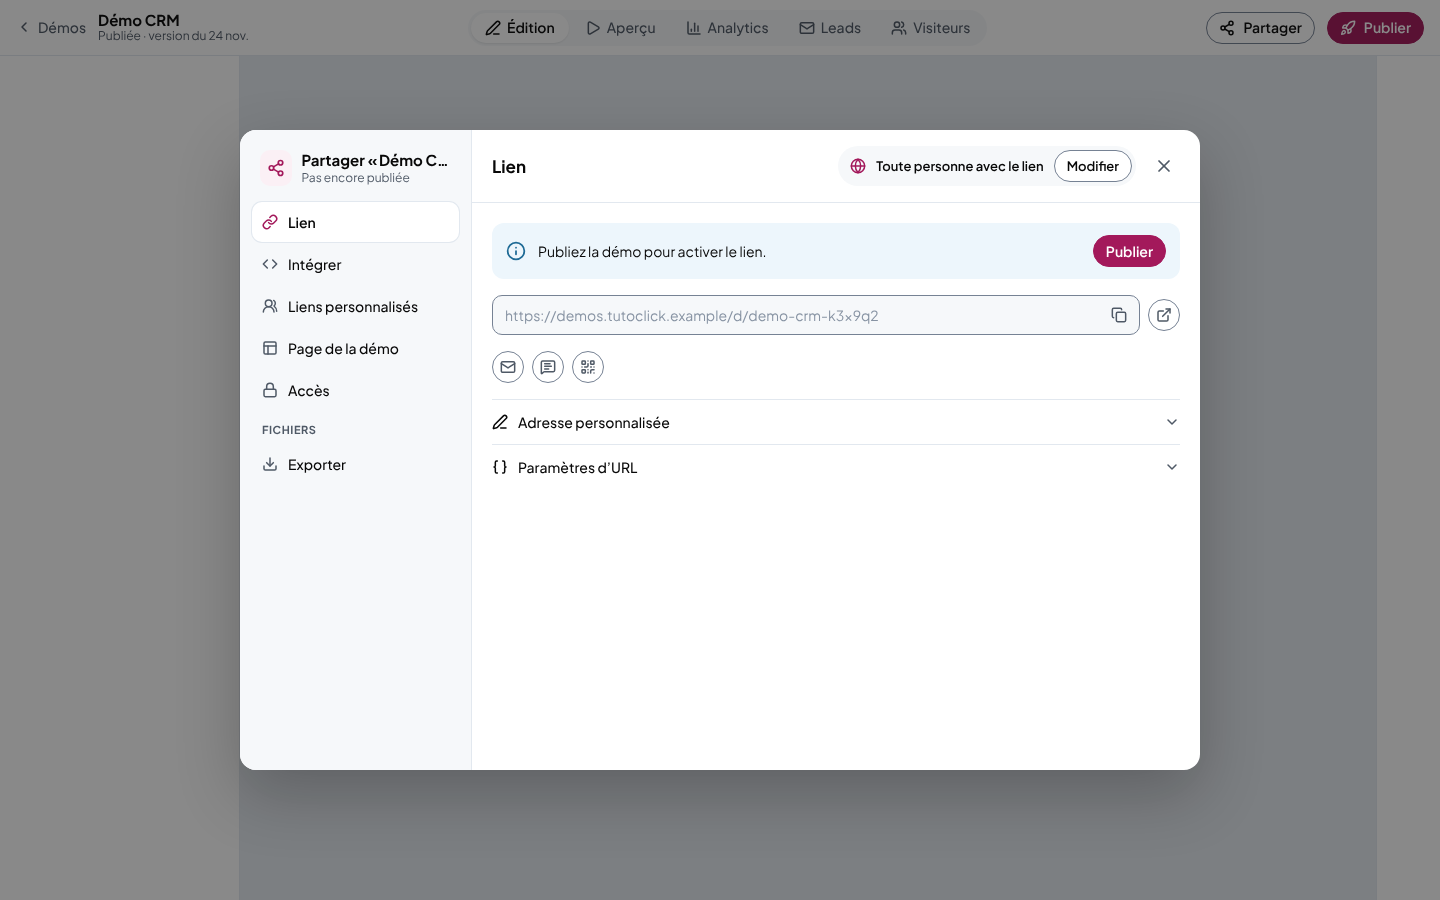 Démos
Démo CRM
Publiée · version du 24 nov.
Édition
Aperçu
Analytics
Leads
Visiteurs
Partager
Publier
Partager « Démo C...
Pas encore publiée
Lien
Intégrer
Liens personnalisés
Page de la démo
Accès
FICHIERS
Exporter
Lien
Toute personne avec le lien
Modifier
Publiez la démo pour activer le lien.
Publier
https://demos.tutoclick.example/d/demo-crm-k3x9q2
Adresse personnalisée
Paramètres d’URL